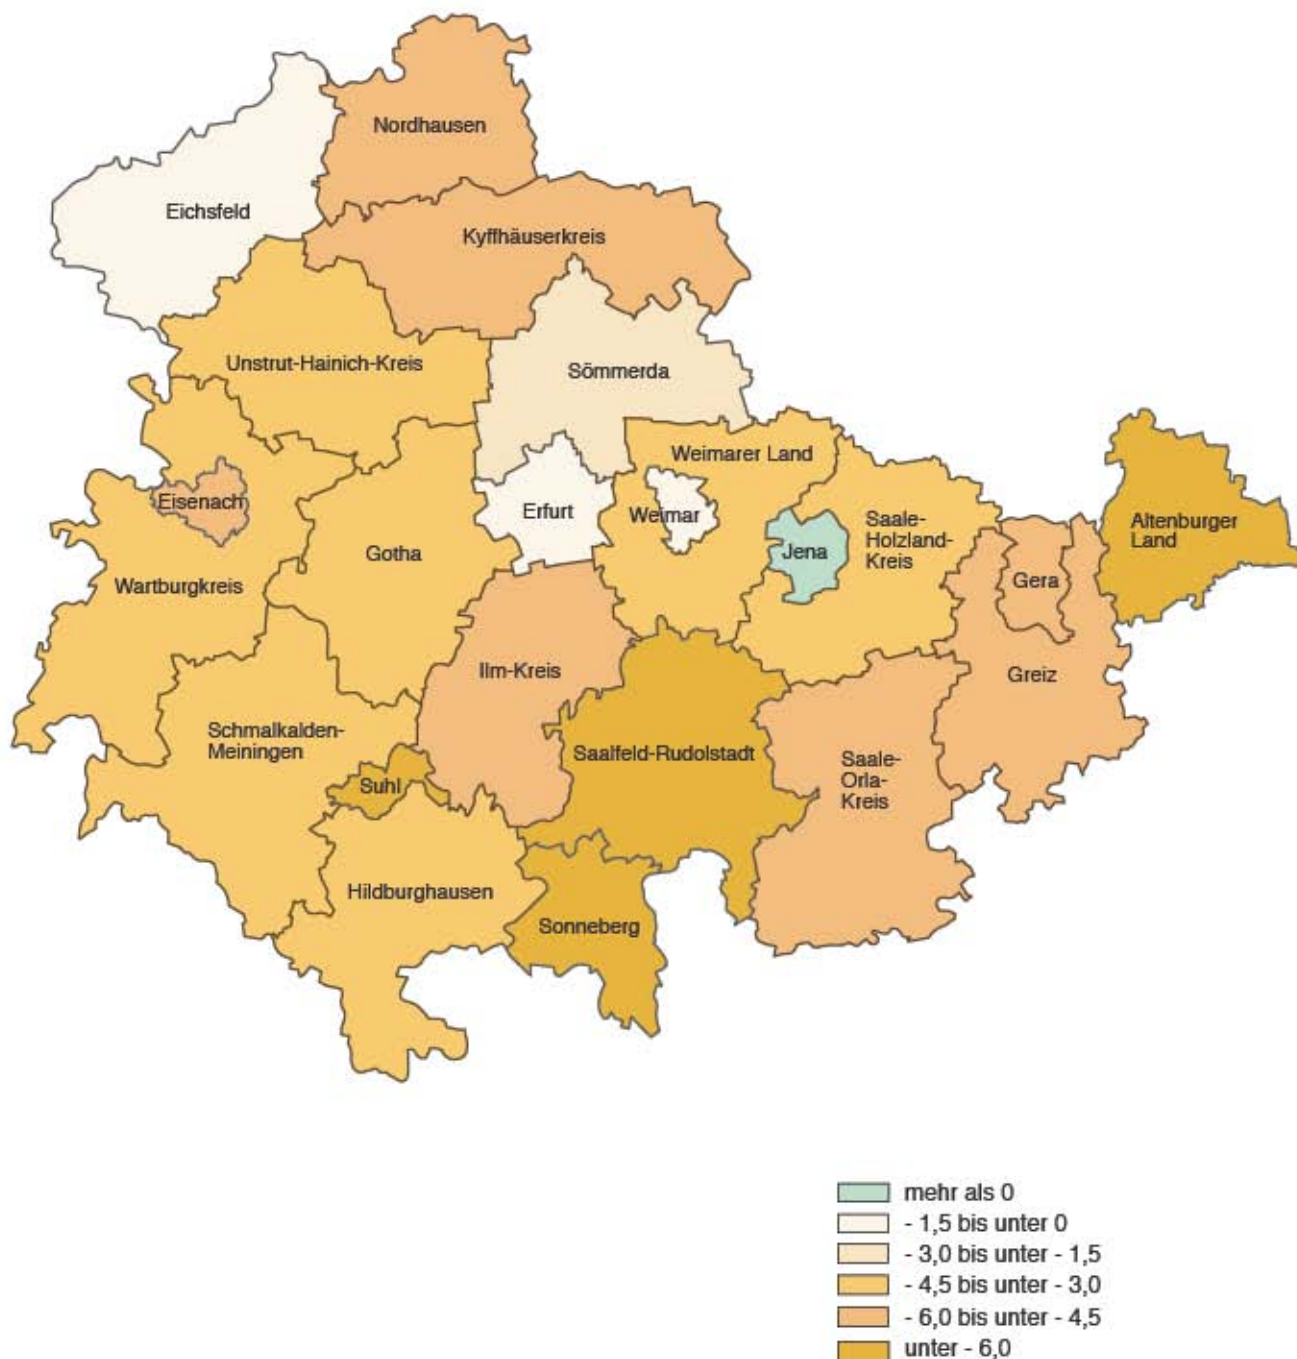 Nordhausen
Eichsfeld
Kyffhäuserkreis
Unstrut-Hainich-Kreis
Sömmerda
Weimarer Land
Eisenach
Erfurt
Weimar
Saale-
Holzland-
Kreis
Altenburger
Land
Gotha
Jena
Wartburgkreis
Gera
Ilm-Kreis
Greiz
Schmalkalden-
Meiningen
Saalfeld-Rudolstadt
Saale-
Orla-
Kreis
Suhl
Hildburghausen
Sonneberg
mehr als 0
- 1,5 bis unter 0
- 3,0 bis unter - 1,5
- 4,5 bis unter - 3,0
- 6,0 bis unter - 4,5
unter - 6,0